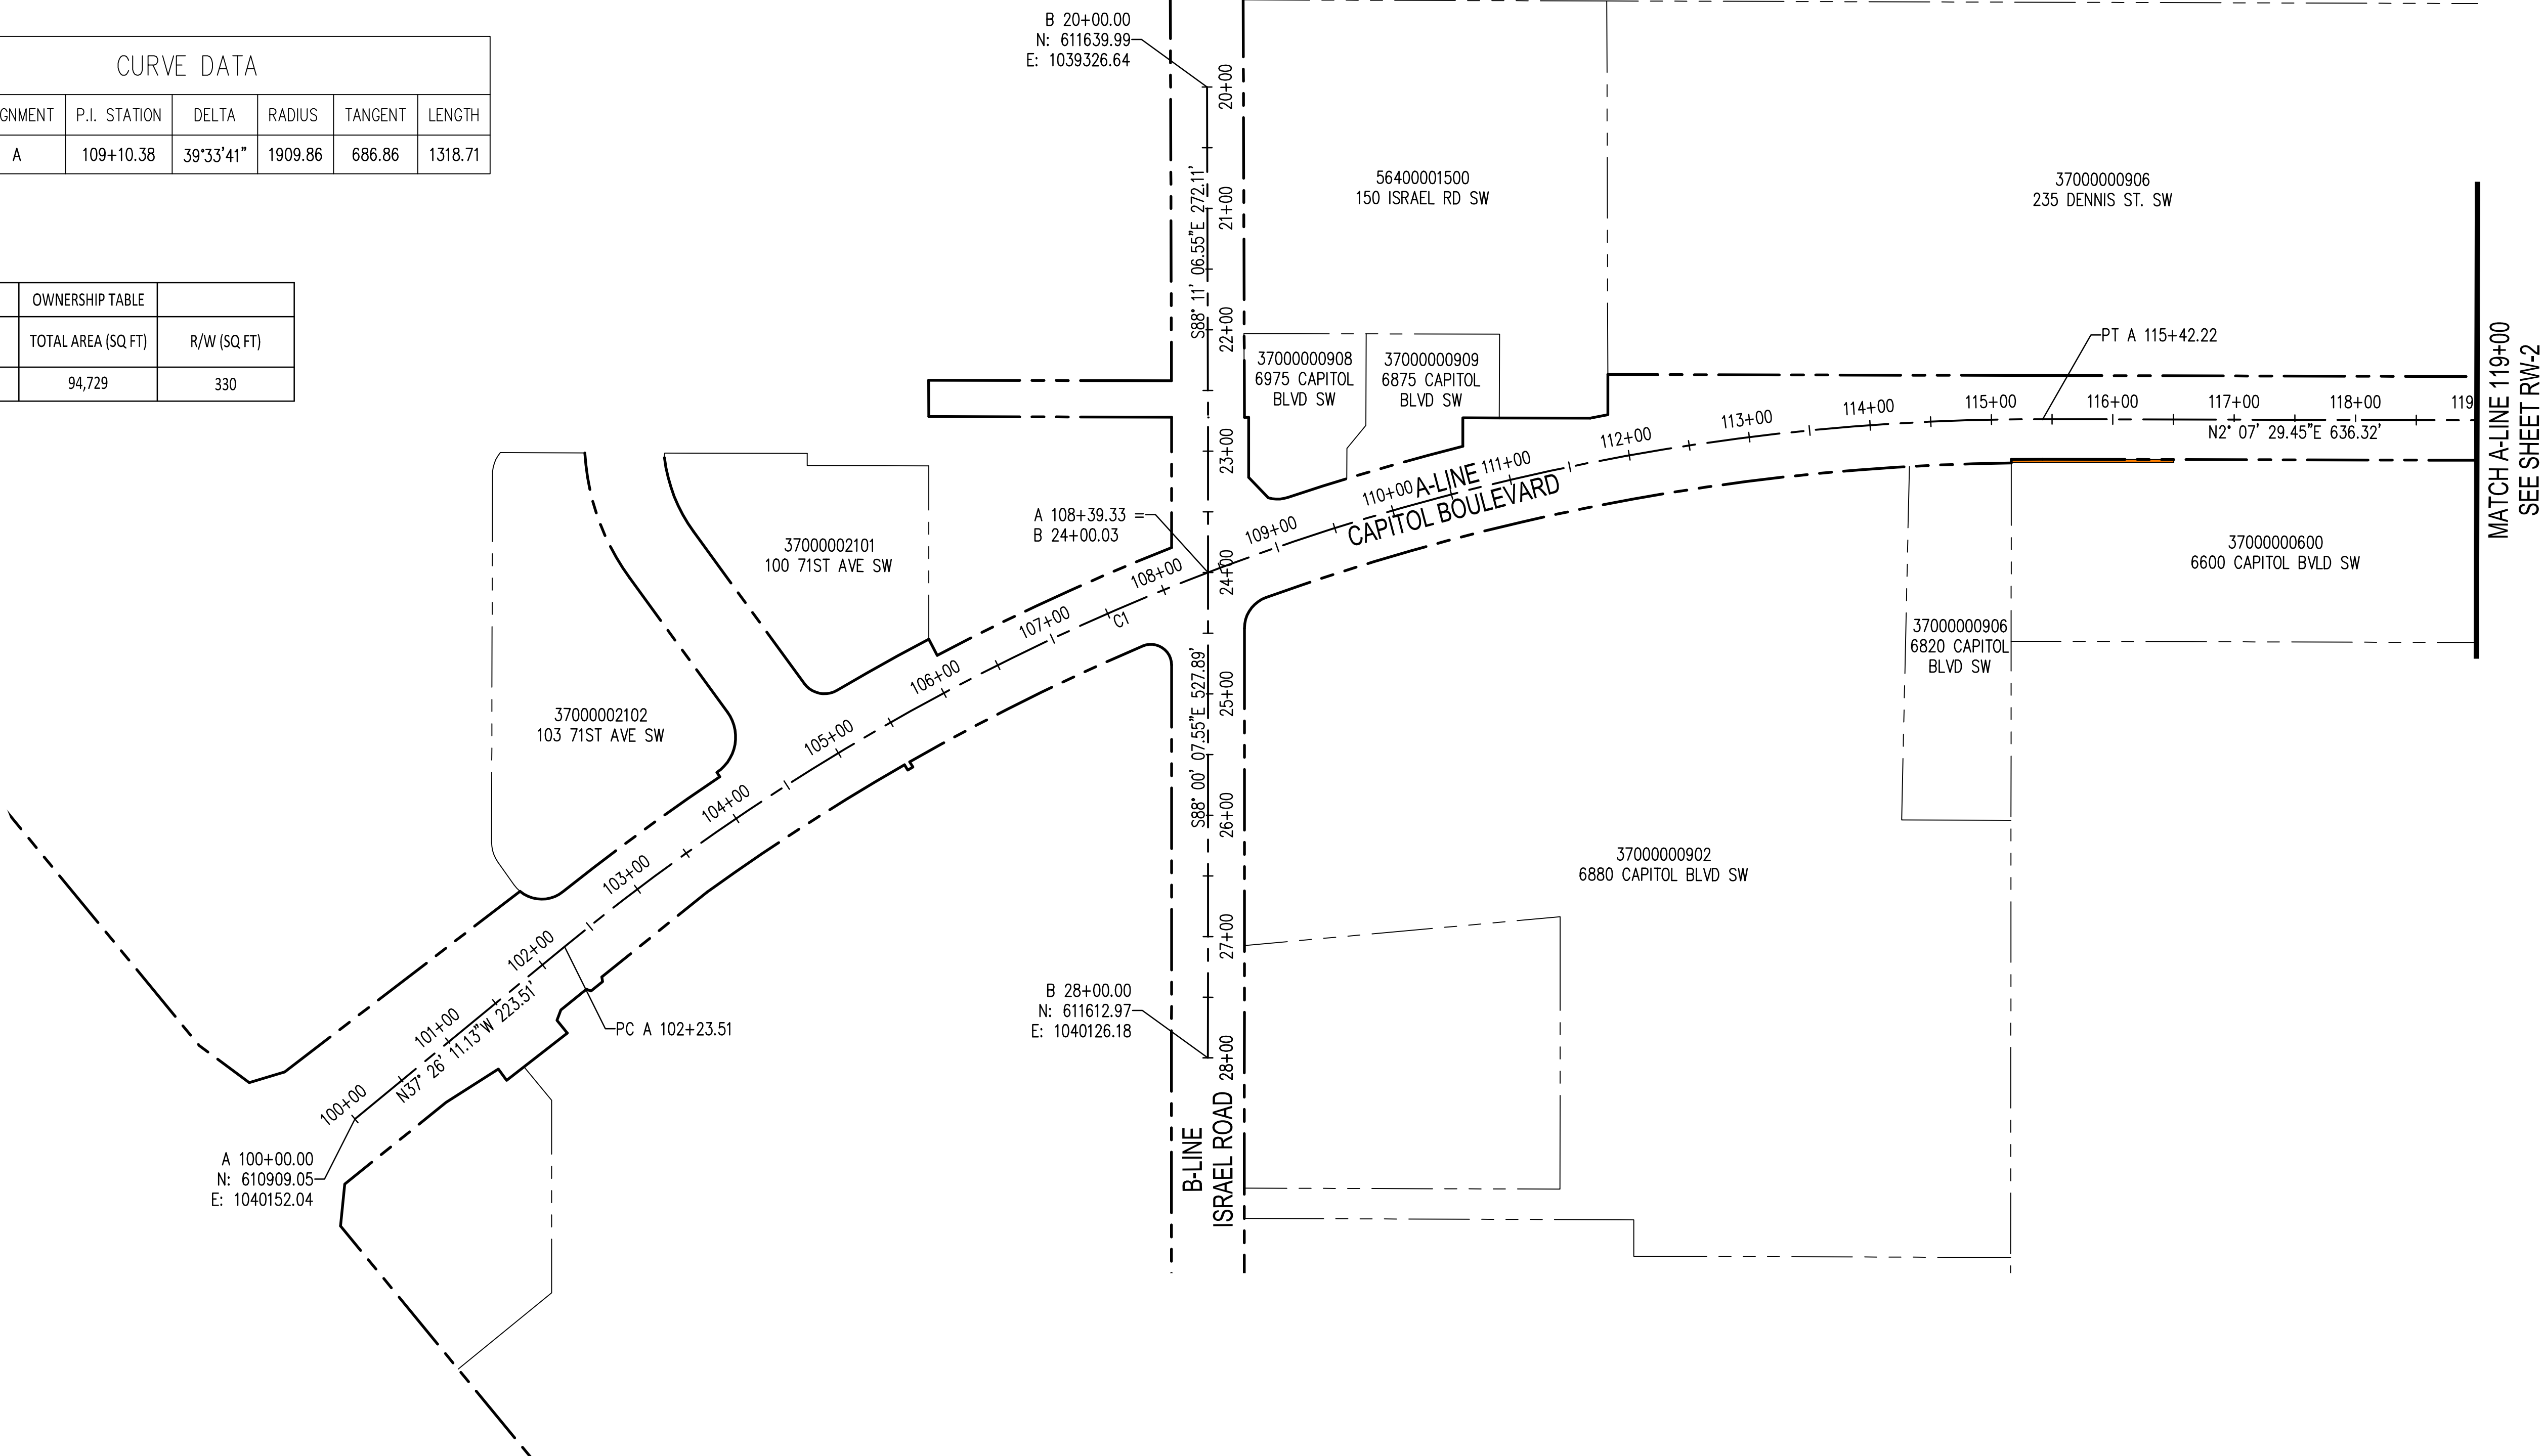 CURVE DATA
GNMENT P.I. STATION DELTA RADIUS TANGENT LENGTH
A 109+10.38 39°33'41" 1909.86 686.86 1318.71
OWNERSHIP TABLE
TOTAL AREA (SQ FT) R/W (SQ FT)
94,729 330
B 20+00.00
N: 611639.99
E: 1039326.64
20+00
21+00
22+00
23+00
24+00
25+00
26+00
27+00
28+00
S88° 11' 06.55"E 272.11'
S88° 00' 07.55"E 527.89'
56400001500
150 ISRAEL RD SW
37000000906
235 DENNIS ST. SW
37000000908
6975 CAPITOL
BLVD SW
37000000909
6875 CAPITOL
BLVD SW
PT A 115+42.22
MATCH A-LINE 119+00
SEE SHEET RW-2
A 108+39.33 =
B 24+00.03
100+00
101+00
102+00
103+00
104+00
105+00
106+00
107+00
108+00
109+00
110+00
111+00
112+00
113+00
114+00
115+00
116+00
117+00
118+00
119
A-LINE
CAPITOL BOULEVARD
C1
N2° 07' 29.45"E 636.32'
37000002101
100 71ST AVE SW
37000002102
103 71ST AVE SW
37000000600
6600 CAPITOL BVLD SW
37000000906
6820 CAPITOL
BLVD SW
37000000902
6880 CAPITOL BLVD SW
B 28+00.00
N: 611612.97
E: 1040126.18
PC A 102+23.51
N37° 26' 11.13"W 223.51'
A 100+00.00
N: 610909.05
E: 1040152.04
B-LINE
ISRAEL ROAD